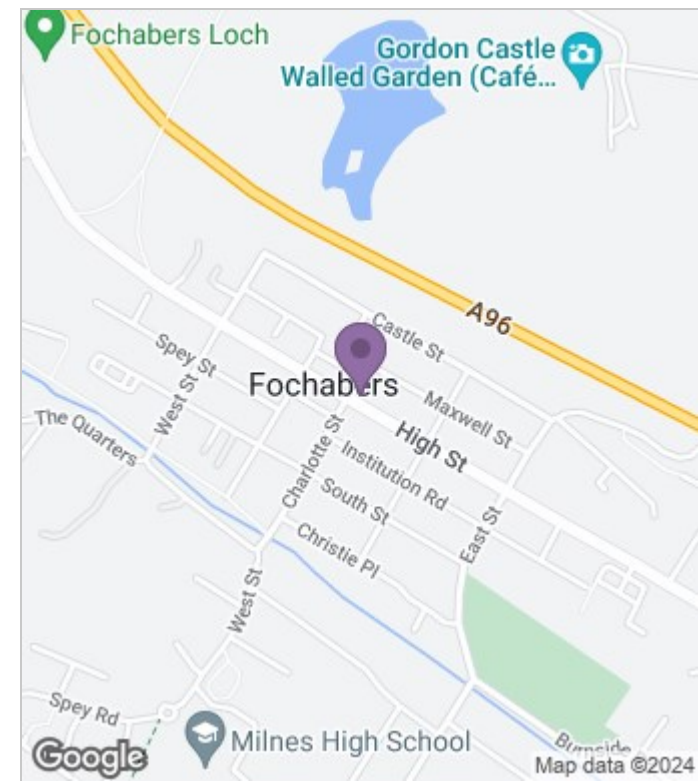 Fochabers Loch
Gordon Castle
Walled Garden (Café...
A96
Castle St
Spey St
Fochabers
Maxwell St
West St
High St
The Quarters
Charlotte St
Institution Rd
South St
East St
Christie Pl
West St
Spey Rd
Milnes High School
Burnside
Google
Map data ©2024